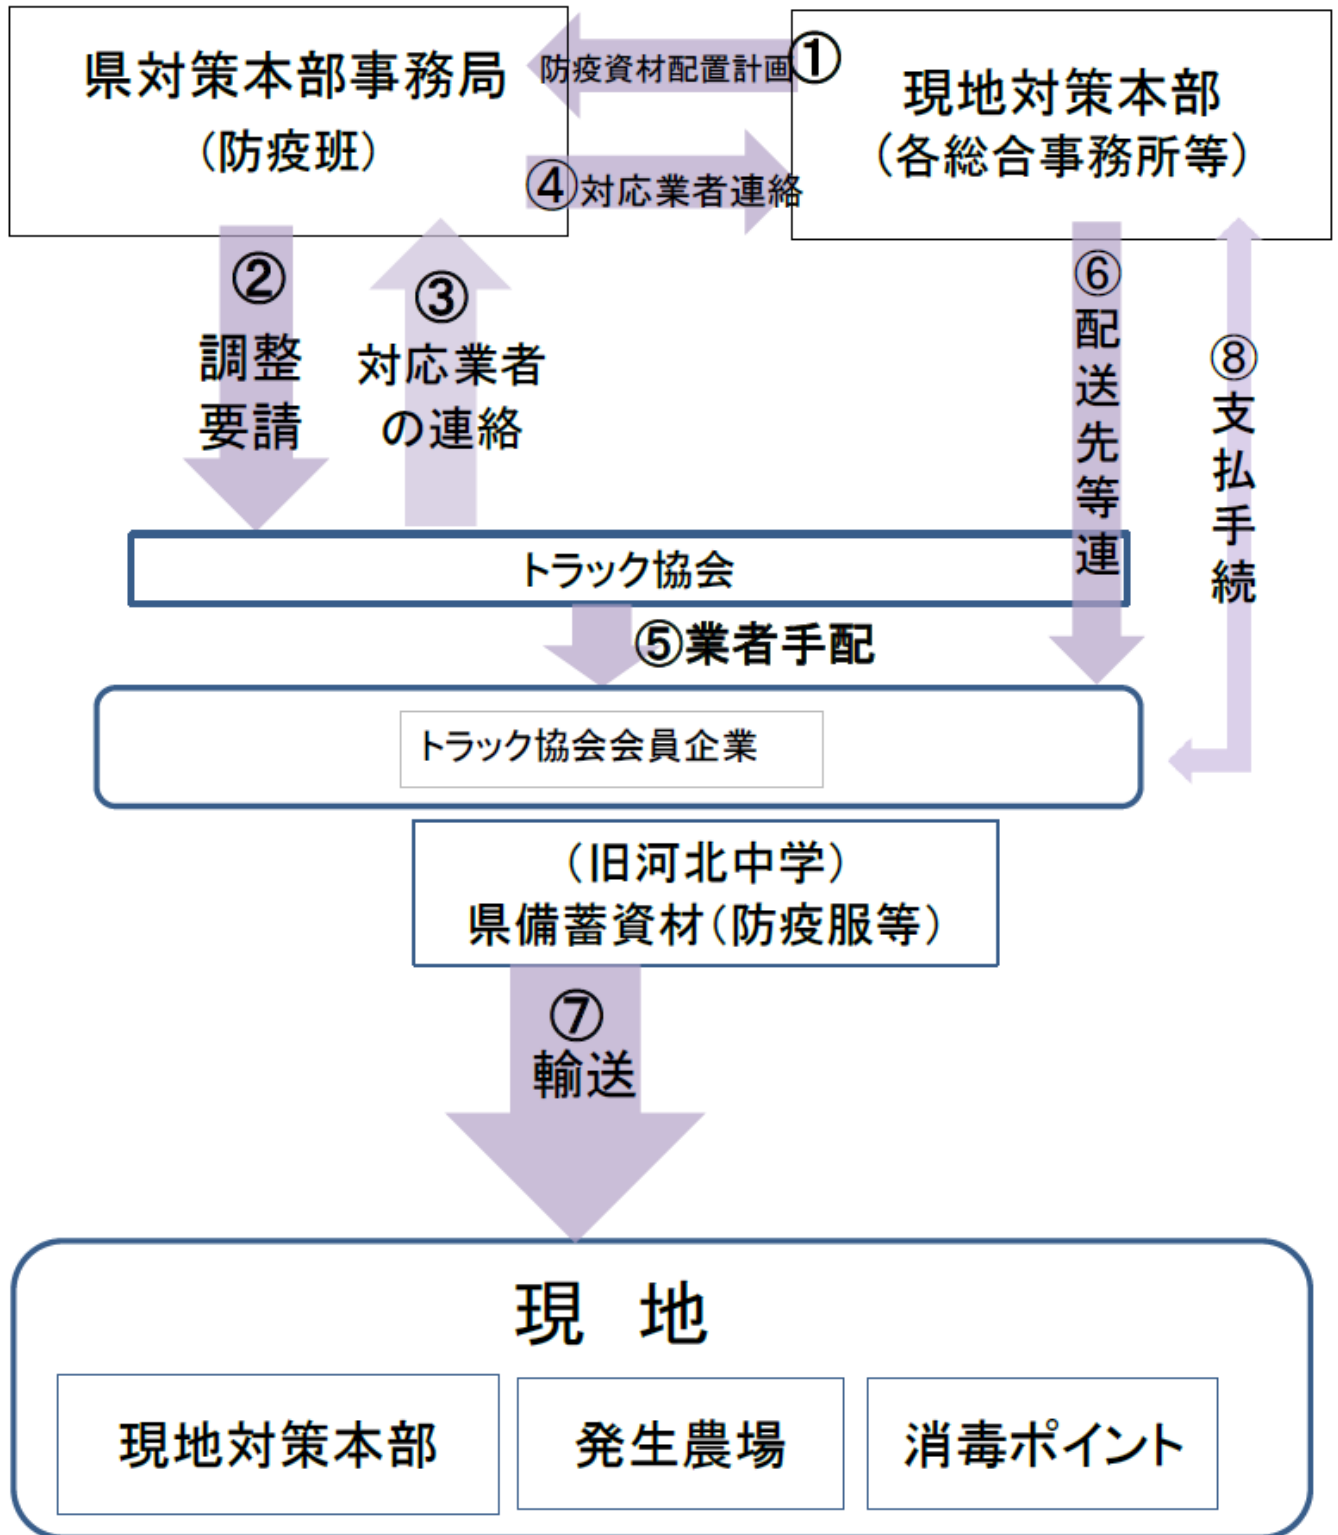 県対策本部事務局
（防疫班）
防疫資材配置計画①
④対応業者連絡
現地対策本部
（各総合事務所等）
②
調整
要請
③
対応業者
の連絡
⑥配送先等連
⑧支払手続
トラック協会
⑤業者手配
トラック協会会員企業
（旧河北中学）
県備蓄資材（防疫服等）
⑦
輸送
現　地
現地対策本部
発生農場
消毒ポイント